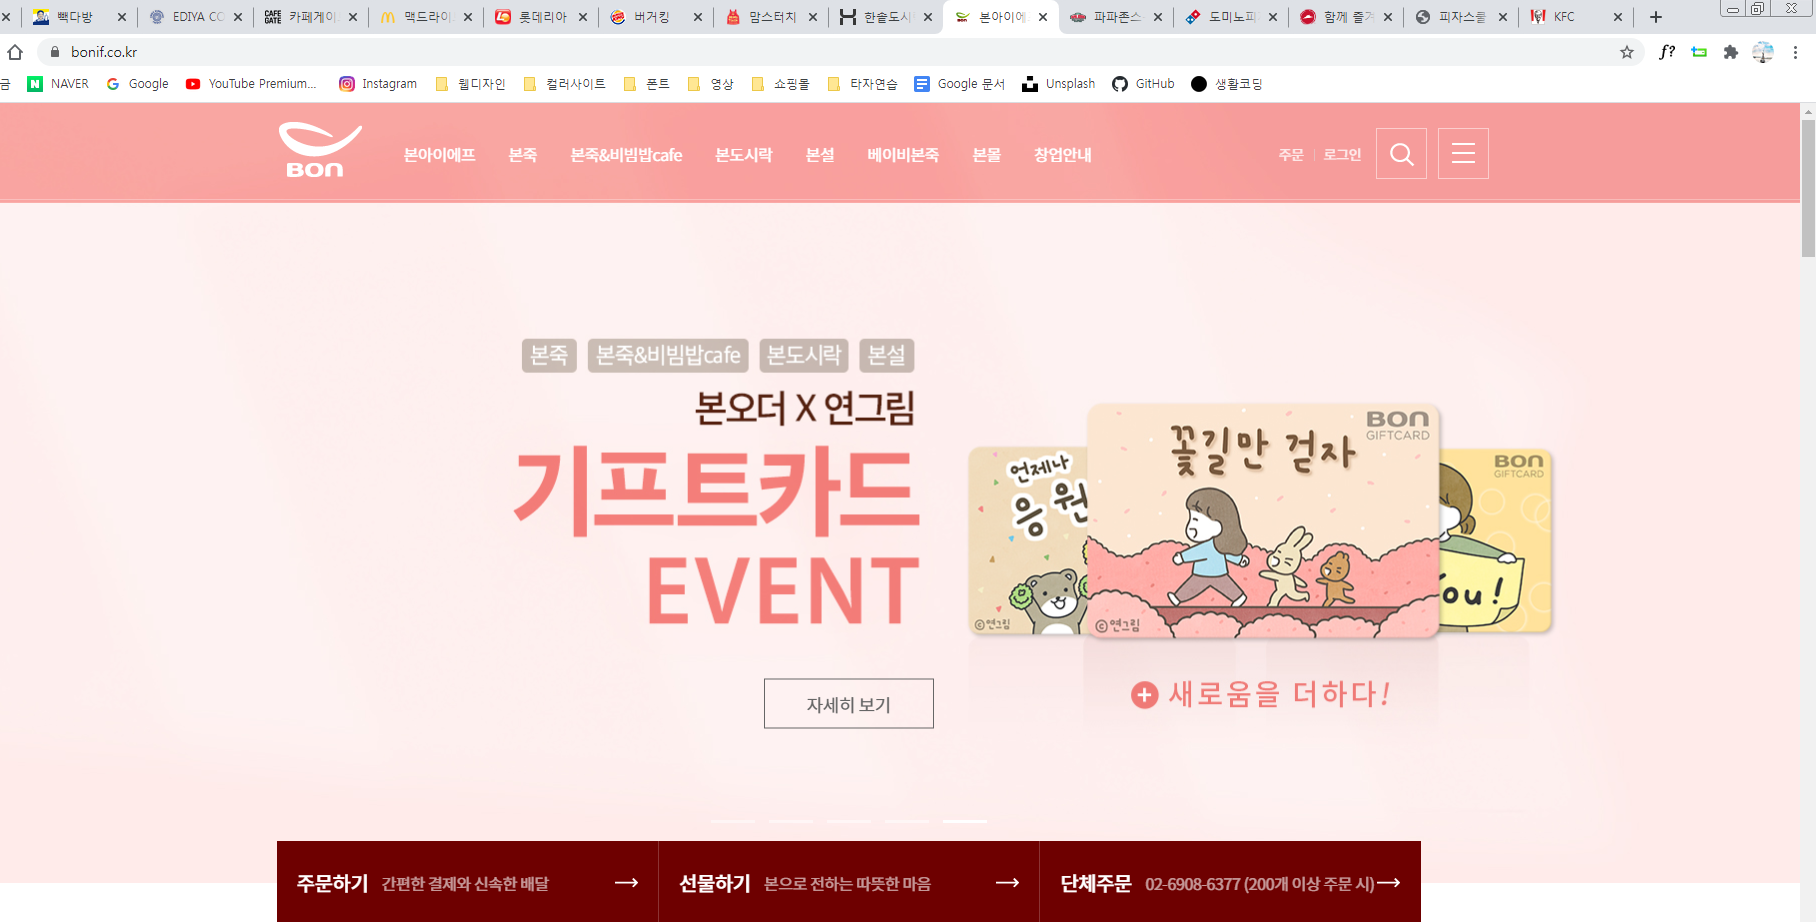 빽다방 EDIYA CO 카페게이 맥드라이 롯데리아 버거킹 맘스터치 한솥도시 본아이에 파파존스 도미노피 함께 즐거 피자스쿨 KFC
bonif.co.kr
f?
금 NAVER Google YouTube Premium... Instagram 웹디자인 컬러사이트 폰트 영상 쇼핑몰 타자연습 Google 문서 Unsplash GitHub 생활코딩
BON
본아이에프 본죽 본죽&비빔밥cafe 본도시락 본설 베이비본죽 본몰 창업안내
주문 로그인
본죽 본죽&비빔밥cafe 본도시락 본설
본오더 X 연그림
기프트카드
EVENT
자세히 보기
언제나
응원
ⓒ연그림
BON
GIFTCARD
꽃길만 걷자
ⓒ연그림
BON
GIFTCARD
You!
새로움을 더하다!
주문하기 간편한 결제와 신속한 배달
선물하기 본으로 전하는 따뜻한 마음
단체주문 02-6908-6377 (200개 이상 주문 시)